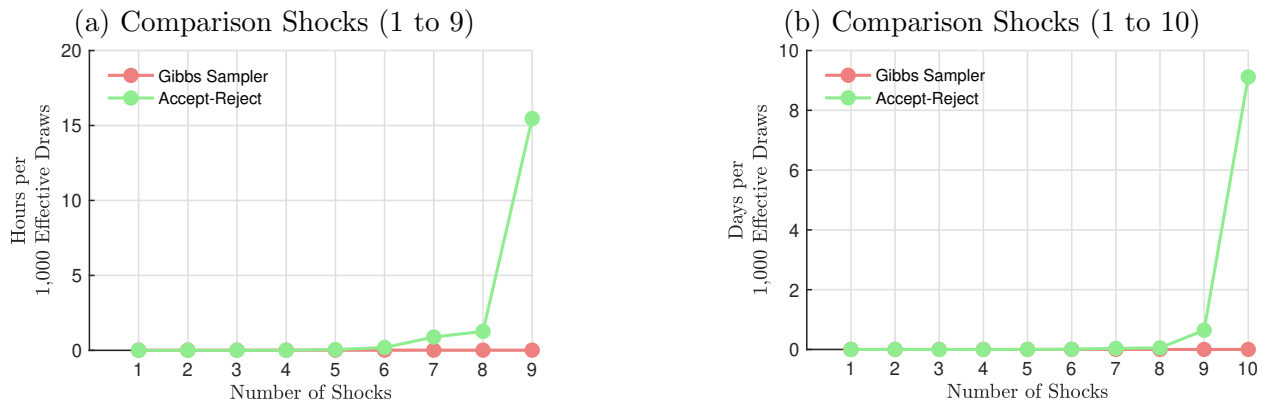 (a) Comparison Shocks (1 to 9)
20
15
10
5
0
Hours per
1,000 Effective Draws
Gibbs Sampler
Accept-Reject
1 2 3 4 5 6 7 8 9
Number of Shocks
(b) Comparison Shocks (1 to 10)
10
8
6
4
2
0
Days per
1,000 Effective Draws
Gibbs Sampler
Accept-Reject
1 2 3 4 5 6 7 8 9 10
Number of Shocks